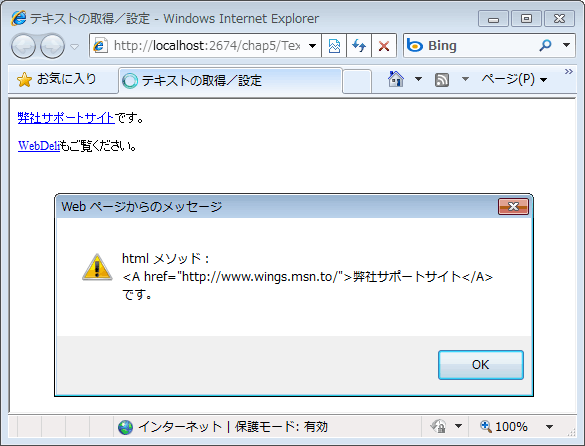 テキストの取得／設定 - Windows Internet Explorer
http://localhost:2674/chap5/Tex
Bing
お気に入り
テキストの取得／設定
ページ(P)
弊社サポートサイトです。
WebDeliもご覧ください。
Web ページからのメッセージ
html メソッド：
<A href="http://www.wings.msn.to/">弊社サポートサイト</A>
です。
OK
インターネット | 保護モード: 有効
100%